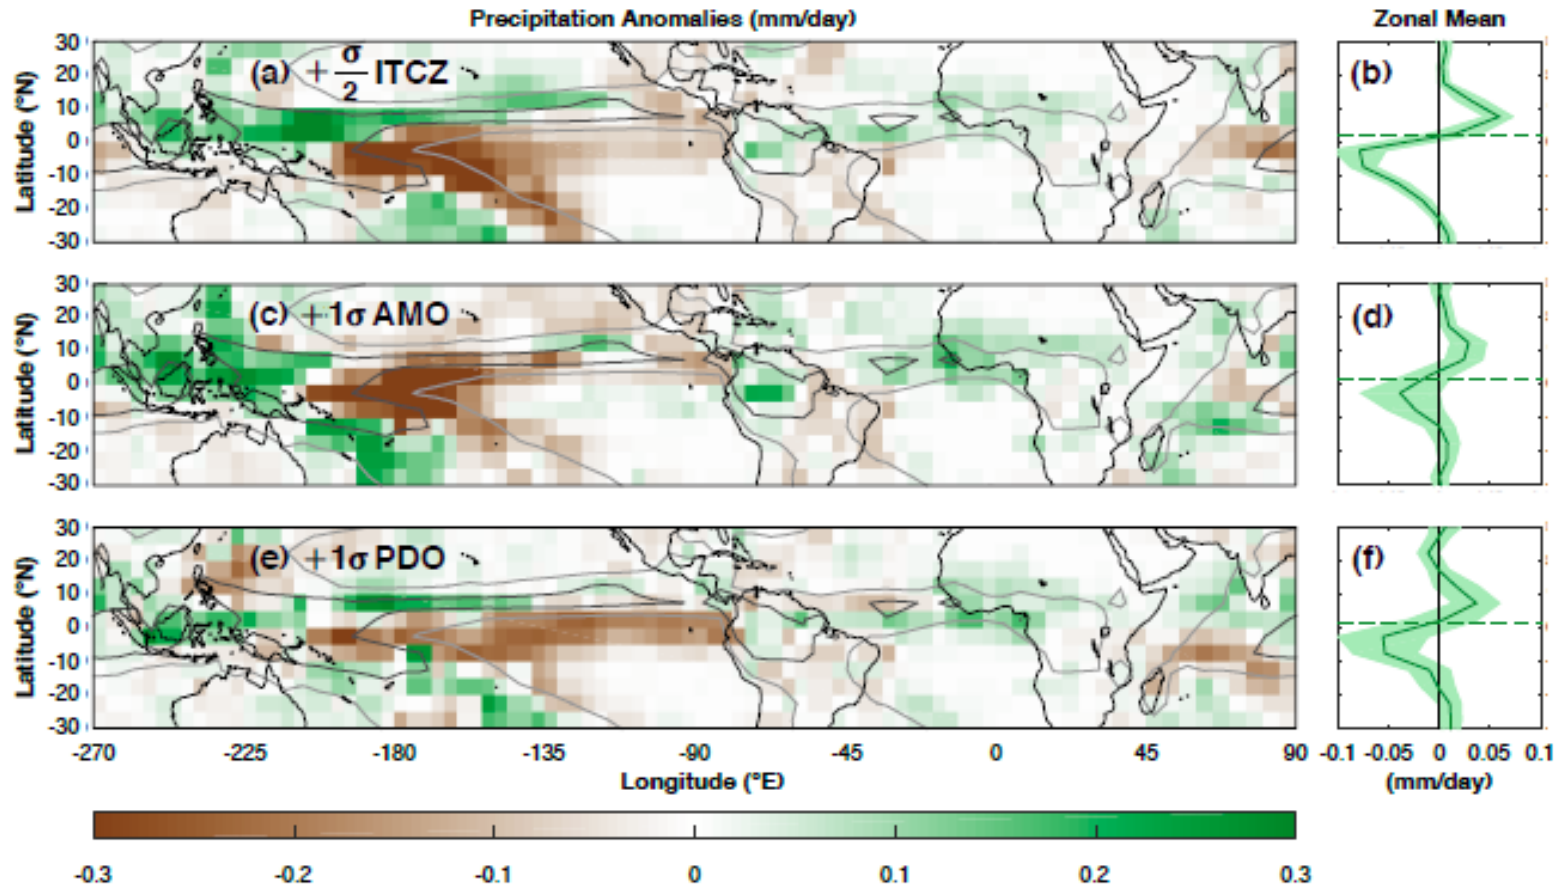 Precipitation Anomalies (mm/day)
Zonal Mean
Latitude (°N)
30
20
10
0
-10
-20
-30
(a) + σ/2 ITCZ
(b)
Latitude (°N)
30
20
10
0
-10
-20
-30
(c) +1σ AMO
(d)
Latitude (°N)
30
20
10
0
-10
-20
-30
(e) +1σ PDO
(f)
-270 -225 -180 -135 -90 -45 0 45 90
-0.1 -0.05 0 0.05 0.1
Longitude (°E)
(mm/day)
-0.3 -0.2 -0.1 0 0.1 0.2 0.3